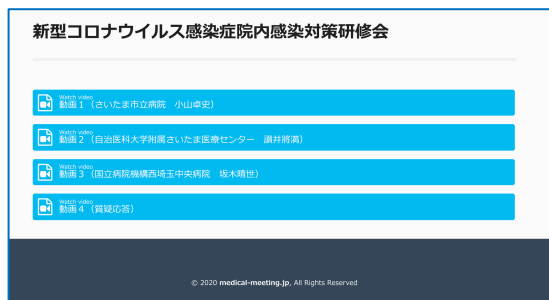 新型コロナウイルス感染症院内感染対策研修会
Watch video
動画１（さいたま市立病院　小山卓史）
Watch video
動画２（自治医科大学附属さいたま医療センター　讃井將満）
Watch video
動画３（国立病院機構西埼玉中央病院　坂木晴世）
Watch video
動画４（質疑応答）
© 2020 medical-meeting.jp, All Rights Reserved